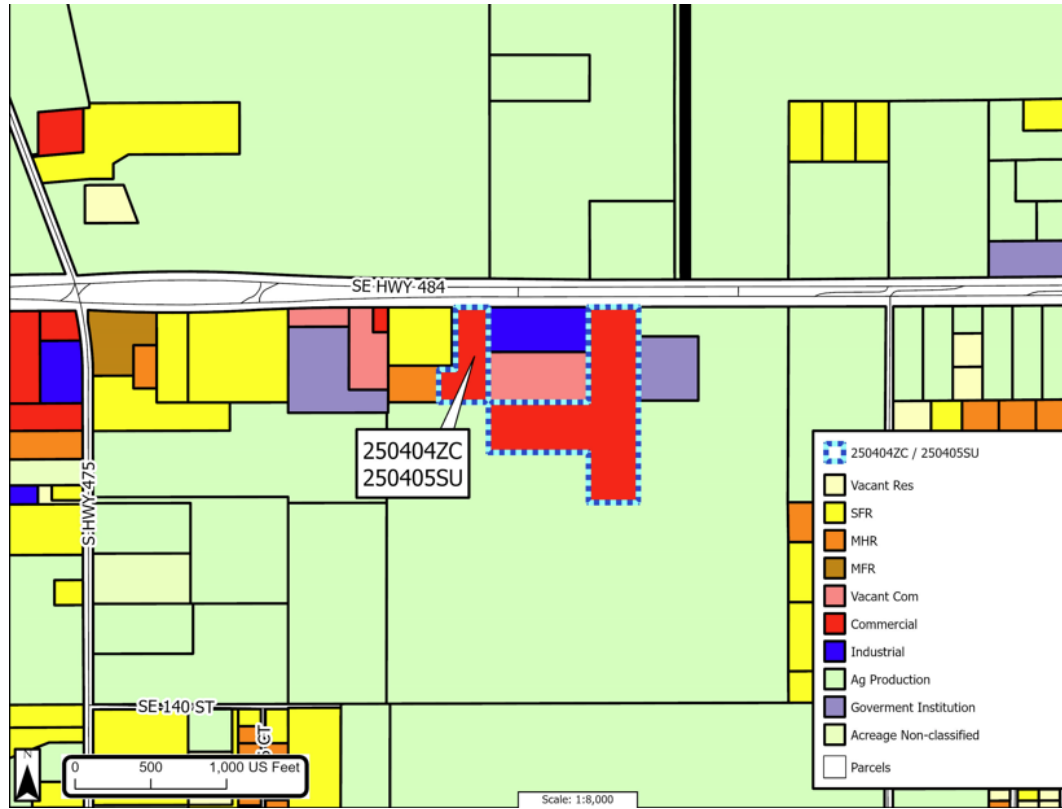 SE HWY 484
250404ZC
250405SU
S HWY 475
SE 140 ST
CT
N
0 500 1,000 US Feet
Scale: 1:8,000
250404ZC / 250405SU
Vacant Res
SFR
MHR
MFR
Vacant Com
Commercial
Industrial
Ag Production
Goverment Institution
Acreage Non-classified
Parcels